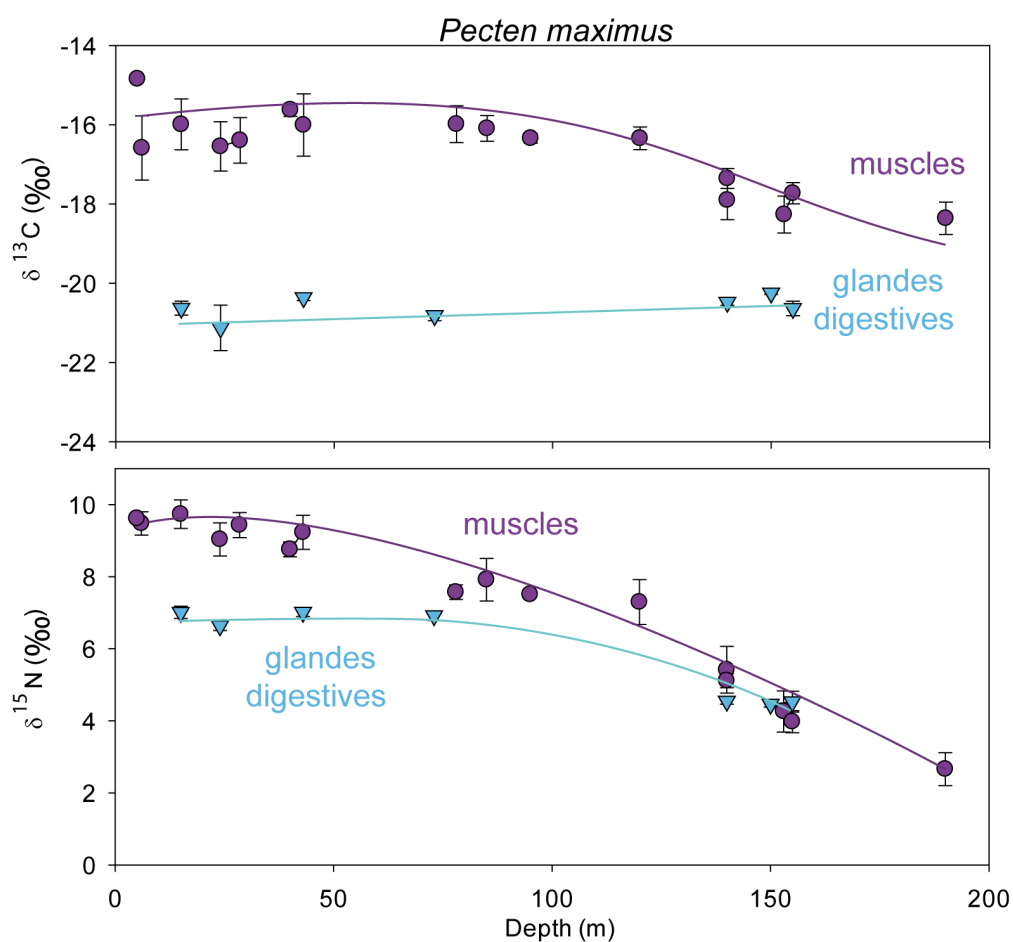 Pecten maximus
-14
-16
-18
-20
-22
-24
δ 13C (‰)
muscles
glandes
digestives
10
8
6
4
2
0
δ 15 N (‰)
muscles
glandes
digestives
0 50 100 150 200
Depth (m)